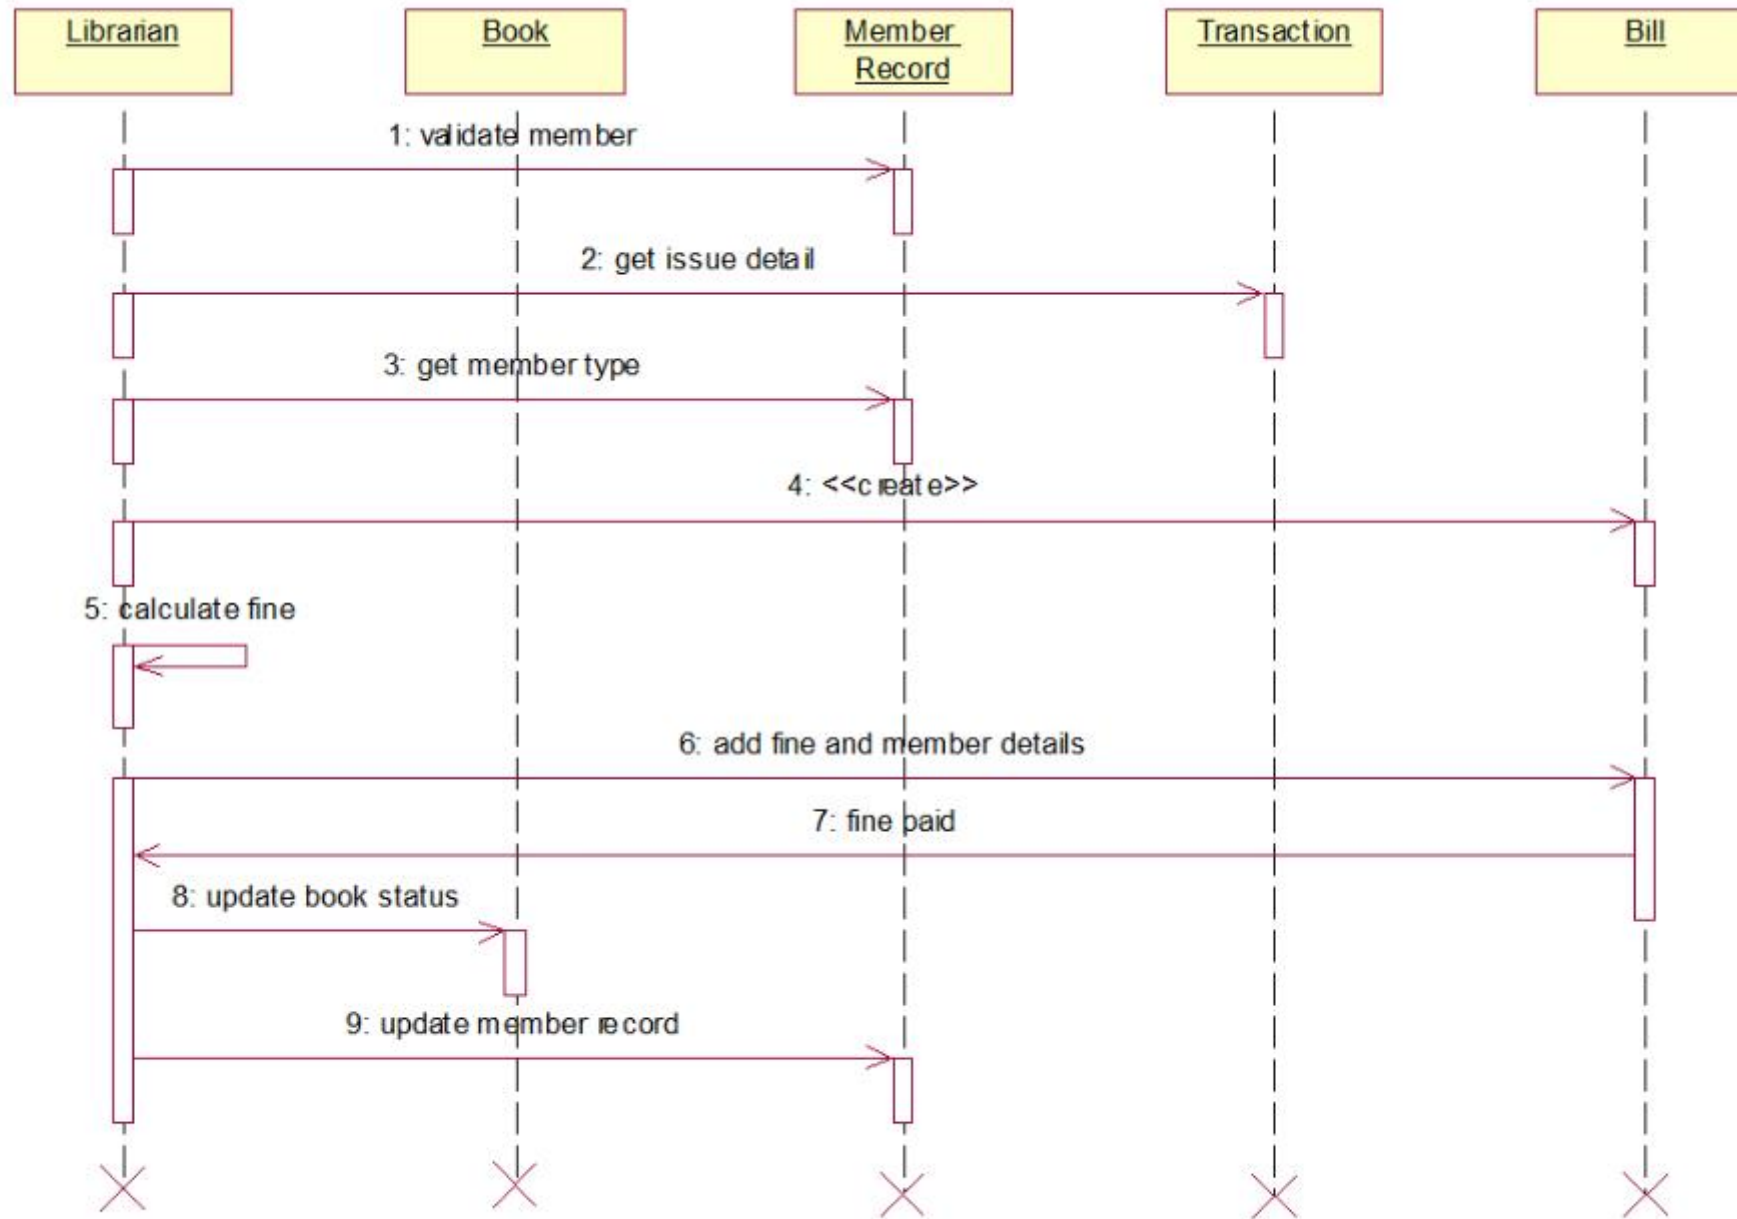 Librarian
Book
Member
Record
Transaction
Bill
1: validate member
2: get issue detail
3: get member type
4: <<create>>
5: calculate fine
6: add fine and member details
7: fine paid
8: update book status
9: update member record